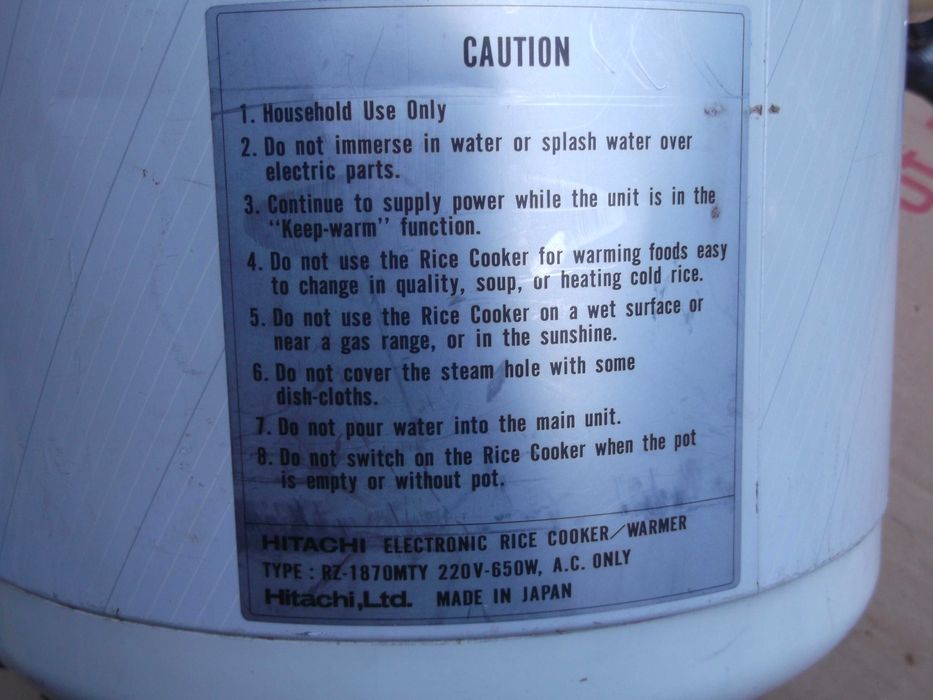 CAUTION
1. Household Use Only
2. Do not immerse in water or splash water over
electric parts.
3. Continue to supply power while the unit is in the
"Keep-warm" function.
4. Do not use the Rice Cooker for warming foods easy
to change in quality, soup, or heating cold rice.
5. Do not use the Rice Cooker on a wet surface or
near a gas range, or in the sunshine.
6. Do not cover the steam hole with some
dish-cloths.
7. Do not pour water into the main unit.
8. Do not switch on the Rice Cooker when the pot
is empty or without pot.
HITACHI ELECTRONIC RICE COOKER/WARMER
TYPE : RZ-1870MTY 220V-650W, A.C. ONLY
Hitachi,Ltd. MADE IN JAPAN